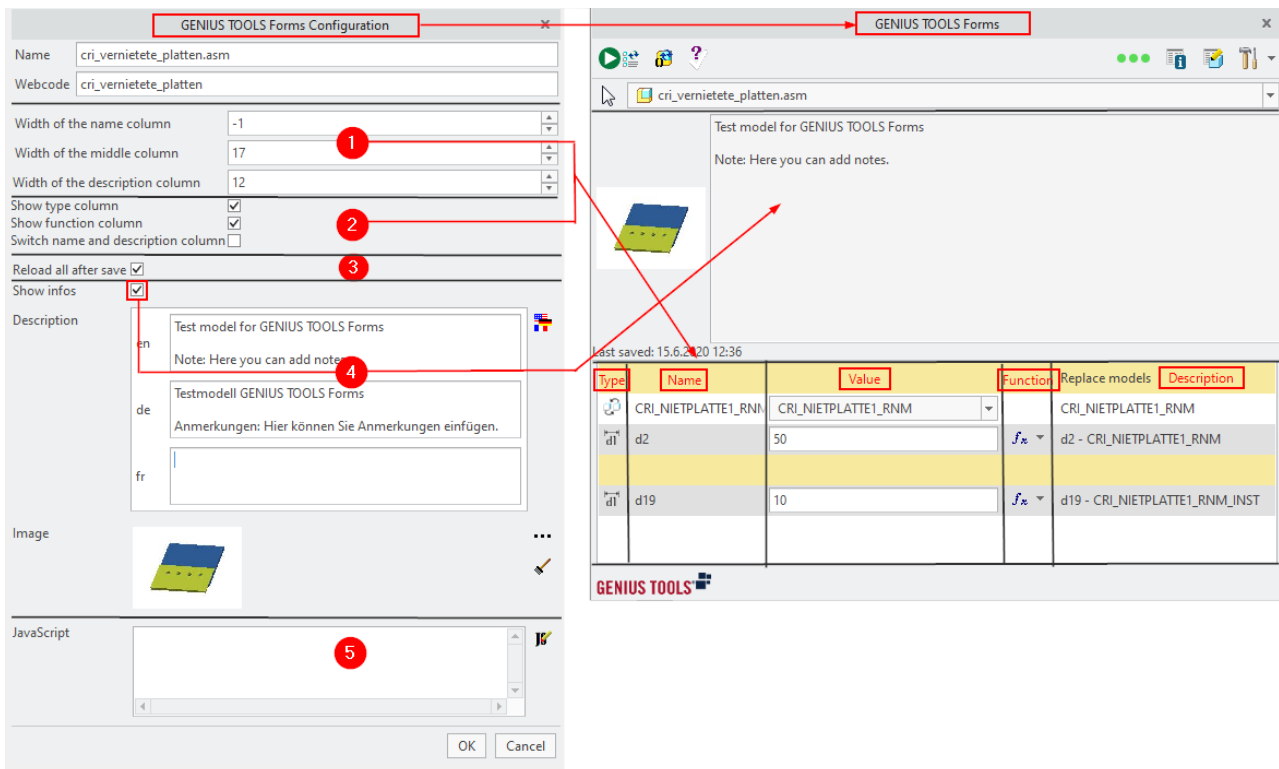 GENIUS TOOLS Forms Configuration
Name cri_vernietete_platten.asm
Webcode cri_vernietete_platten
Width of the name column -1
1
Width of the middle column 17
Width of the description column 12
Show type column
Show function column
2
Switch name and description column
Reload all after save
3
Show infos
Description
en
Test model for GENIUS TOOLS Forms
Note: Here you can add notes.
4
de
Testmodell GENIUS TOOLS Forms
Anmerkungen: Hier können Sie Anmerkungen einfügen.
fr
Image
JavaScript
5
OK Cancel
GENIUS TOOLS Forms
cri_vernietete_platten.asm
Test model for GENIUS TOOLS Forms
Note: Here you can add notes.
Last saved: 15.6.2020 12:36
Type Name Value Function Replace models Description
CRI_NIETPLATTE1_RNM CRI_NIETPLATTE1_RNM CRI_NIETPLATTE1_RNM
d1 d2 50 fx d2 - CRI_NIETPLATTE1_RNM
d1 d19 10 fx d19 - CRI_NIETPLATTE1_RNM_INST
GENIUS TOOLS